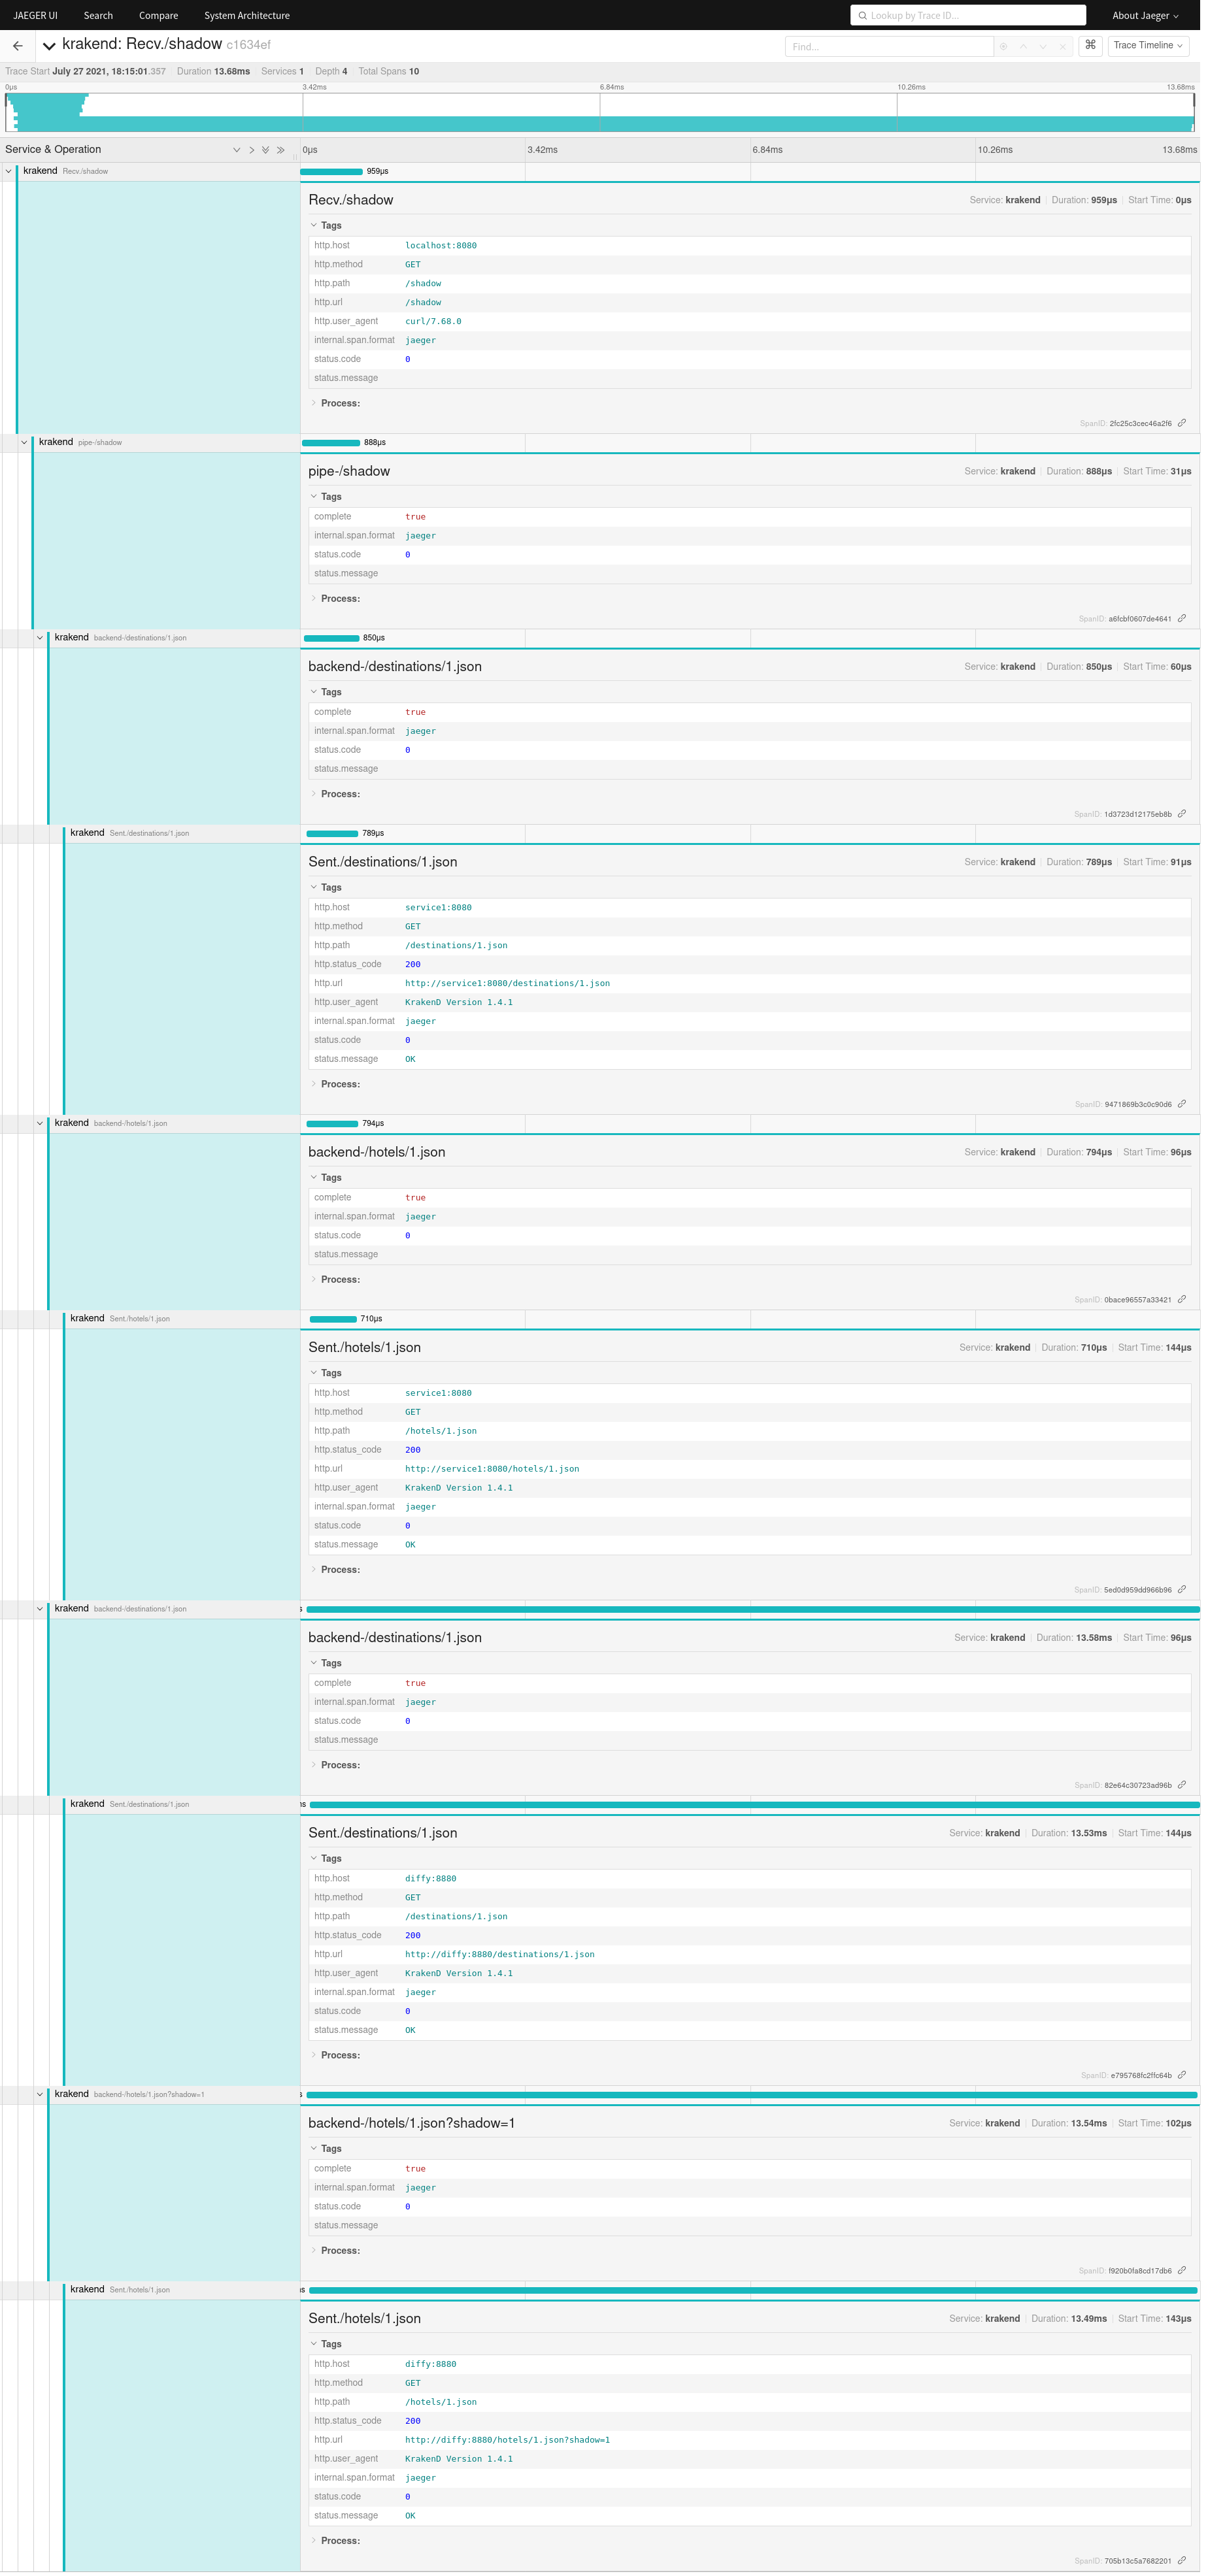 JAEGER UI Search Compare System Architecture Lookup by Trace ID... About Jaeger
krakend: Recv./shadow c1634ef Find... ⌘ Trace Timeline
Trace Start July 27 2021, 18:15:01.357 Duration 13.68ms Services 1 Depth 4 Total Spans 10
0μs 3.42ms 6.84ms 10.26ms 13.68ms
Service & Operation 0μs 3.42ms 6.84ms 10.26ms 13.68ms
krakend Recv./shadow 959μs
Recv./shadow Service: krakend Duration: 959μs Start Time: 0μs
Tags
http.host localhost:8080
http.method GET
http.path /shadow
http.url /shadow
http.user_agent curl/7.68.0
internal.span.format jaeger
status.code 0
status.message
Process:
SpanID: 2fc25c3cec46a2f6
krakend pipe-/shadow 888μs
pipe-/shadow Service: krakend Duration: 888μs Start Time: 31μs
Tags
complete true
internal.span.format jaeger
status.code 0
status.message
Process:
SpanID: a6fcbf0607de4641
krakend backend-/destinations/1.json 850μs
backend-/destinations/1.json Service: krakend Duration: 850μs Start Time: 60μs
Tags
complete true
internal.span.format jaeger
status.code 0
status.message
Process:
SpanID: 1d3723d12175eb8b
krakend Sent./destinations/1.json 789μs
Sent./destinations/1.json Service: krakend Duration: 789μs Start Time: 91μs
Tags
http.host service1:8080
http.method GET
http.path /destinations/1.json
http.status_code 200
http.url http://service1:8080/destinations/1.json
http.user_agent KrakenD Version 1.4.1
internal.span.format jaeger
status.code 0
status.message OK
Process:
SpanID: 9471869b3c0c90d6
krakend backend-/hotels/1.json 794μs
backend-/hotels/1.json Service: krakend Duration: 794μs Start Time: 96μs
Tags
complete true
internal.span.format jaeger
status.code 0
status.message
Process:
SpanID: 0bace96557a33421
krakend Sent./hotels/1.json 710μs
Sent./hotels/1.json Service: krakend Duration: 710μs Start Time: 144μs
Tags
http.host service1:8080
http.method GET
http.path /hotels/1.json
http.status_code 200
http.url http://service1:8080/hotels/1.json
http.user_agent KrakenD Version 1.4.1
internal.span.format jaeger
status.code 0
status.message OK
Process:
SpanID: 5ed0d959dd966b96
krakend backend-/destinations/1.json s
backend-/destinations/1.json Service: krakend Duration: 13.58ms Start Time: 96μs
Tags
complete true
internal.span.format jaeger
status.code 0
status.message
Process:
SpanID: 82e64c30723ad96b
krakend Sent./destinations/1.json ns
Sent./destinations/1.json Service: krakend Duration: 13.53ms Start Time: 144μs
Tags
http.host diffy:8880
http.method GET
http.path /destinations/1.json
http.status_code 200
http.url http://diffy:8880/destinations/1.json
http.user_agent KrakenD Version 1.4.1
internal.span.format jaeger
status.code 0
status.message OK
Process:
SpanID: e795768fc2ffc64b
krakend backend-/hotels/1.json?shadow=1 s
backend-/hotels/1.json?shadow=1 Service: krakend Duration: 13.54ms Start Time: 102μs
Tags
complete true
internal.span.format jaeger
status.code 0
status.message
Process:
SpanID: f920b0fa8cd17db6
krakend Sent./hotels/1.json s
Sent./hotels/1.json Service: krakend Duration: 13.49ms Start Time: 143μs
Tags
http.host diffy:8880
http.method GET
http.path /hotels/1.json
http.status_code 200
http.url http://diffy:8880/hotels/1.json?shadow=1
http.user_agent KrakenD Version 1.4.1
internal.span.format jaeger
status.code 0
status.message OK
Process:
SpanID: 705b13c5a7682201